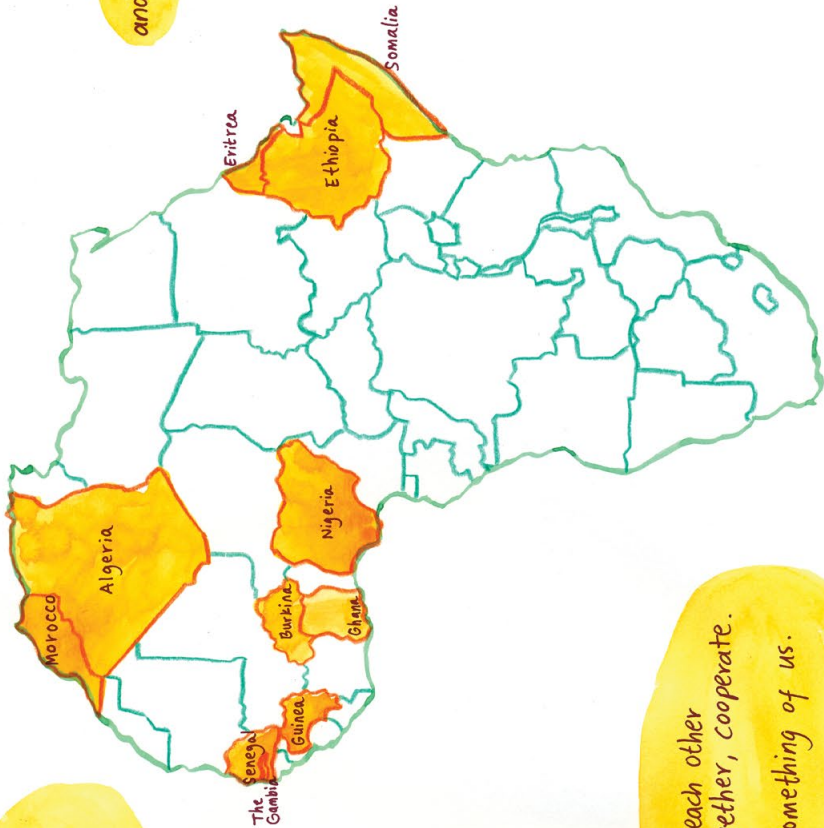 and
Morocco
Algeria
Eritrea
Senegal
The
Gambia
Burkina
Guinea
Nigeria
Ethiopia
Ghana
Somalia
each other
ether, cooperate.
omething of us.